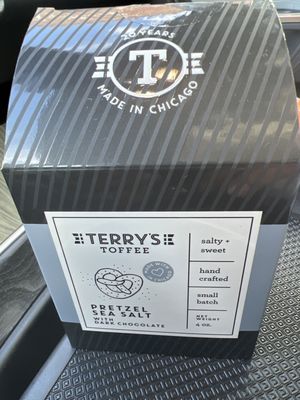 20 YEARS
T
MADE IN CHICAGO
TERRY'S
TOFFEE
PRETZEL
SEA SALT
WITH
DARK CHOCOLATE
salty +
sweet
hand
crafted
small
batch
NET
WEIGHT
4 OZ.